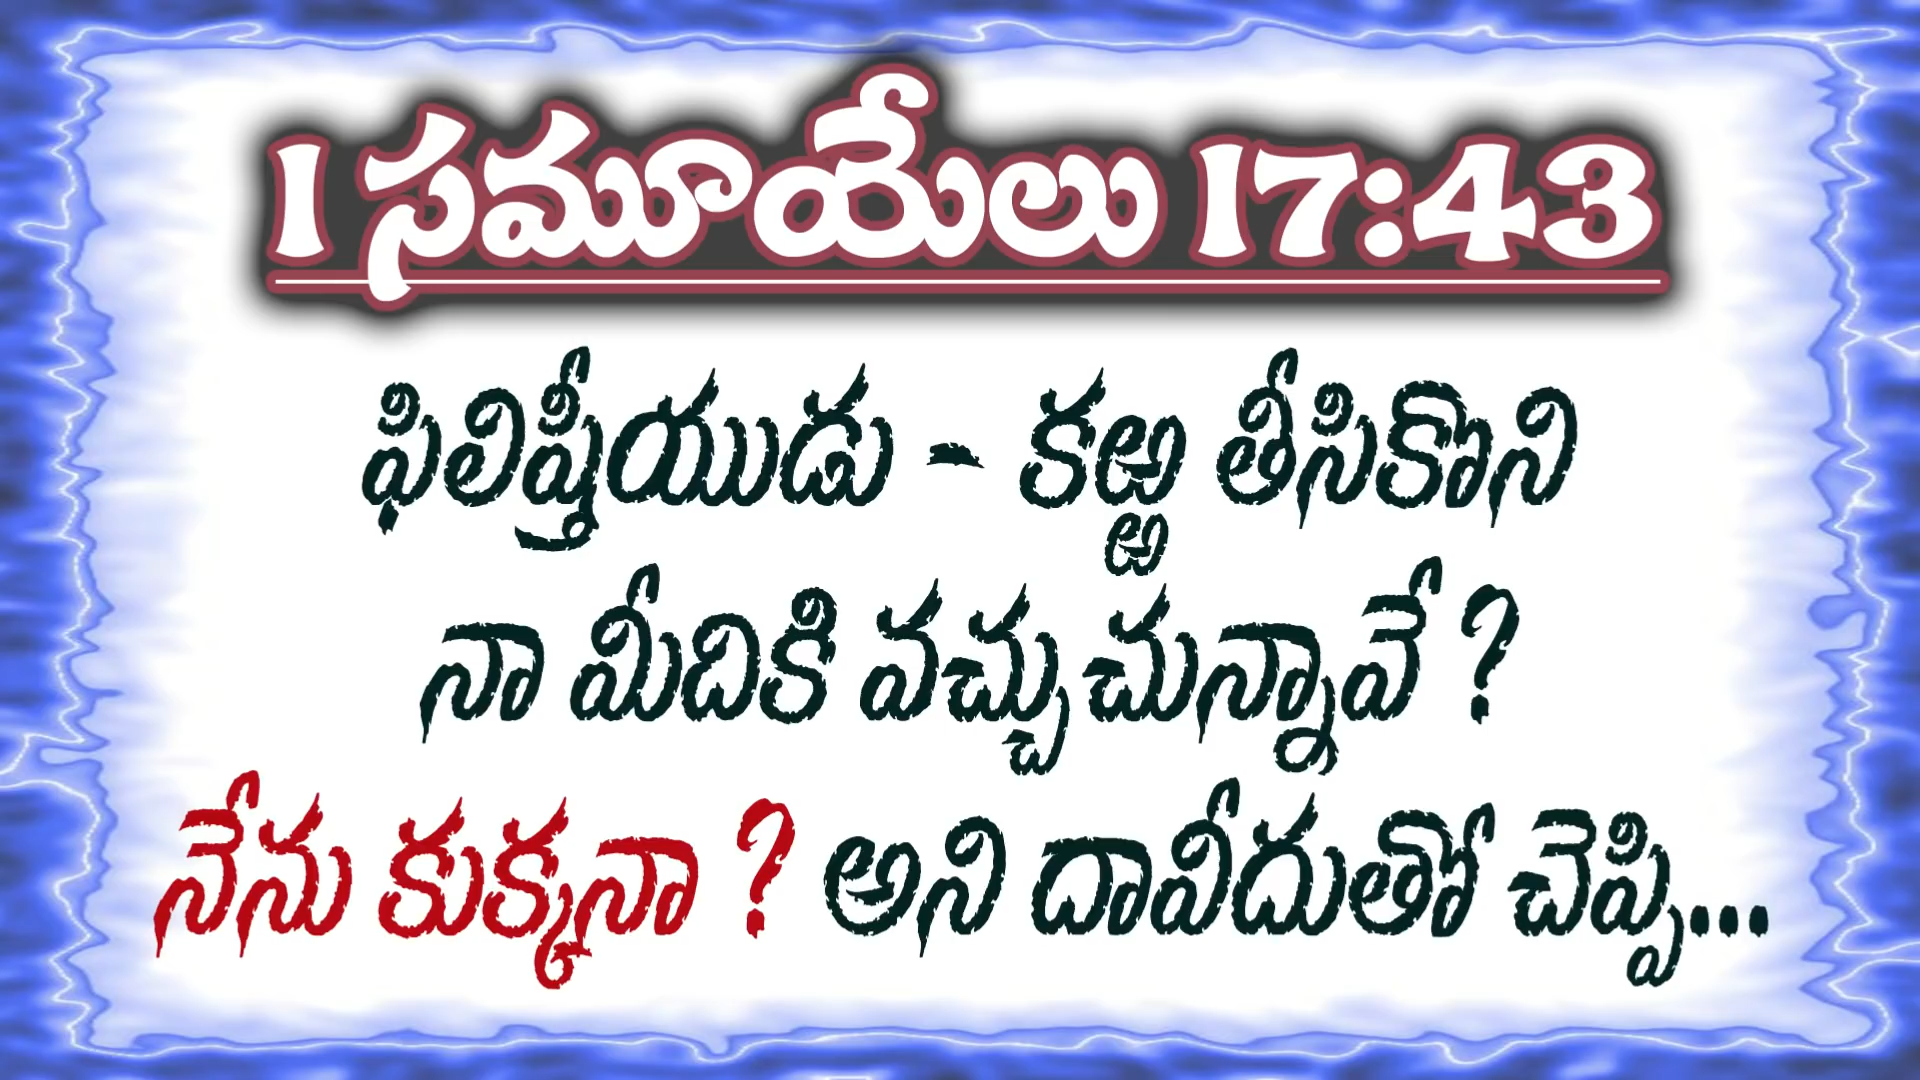 1 సమూయేలు 17:43
ఫిలిష్తీయుడు - కఱ్ఱ తీసికొని
నా మీదికి వచ్చుచున్నావే ?
నేను కుక్కనా ? అని దావీదుతో చెప్పి...